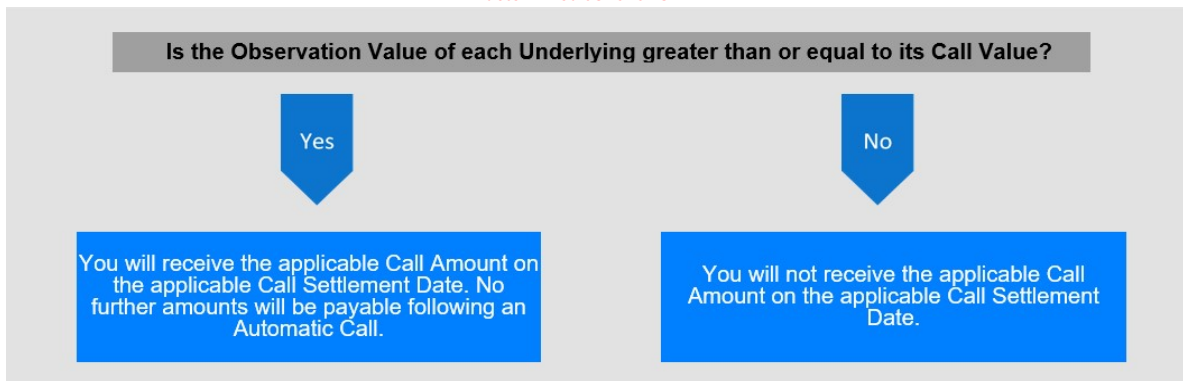 Is the Observation Value of each Underlying greater than or equal to its Call Value?
Yes
No
You will receive the applicable Call Amount on
the applicable Call Settlement Date. No
further amounts will be payable following an
Automatic Call.
You will not receive the applicable Call
Amount on the applicable Call Settlement
Date.